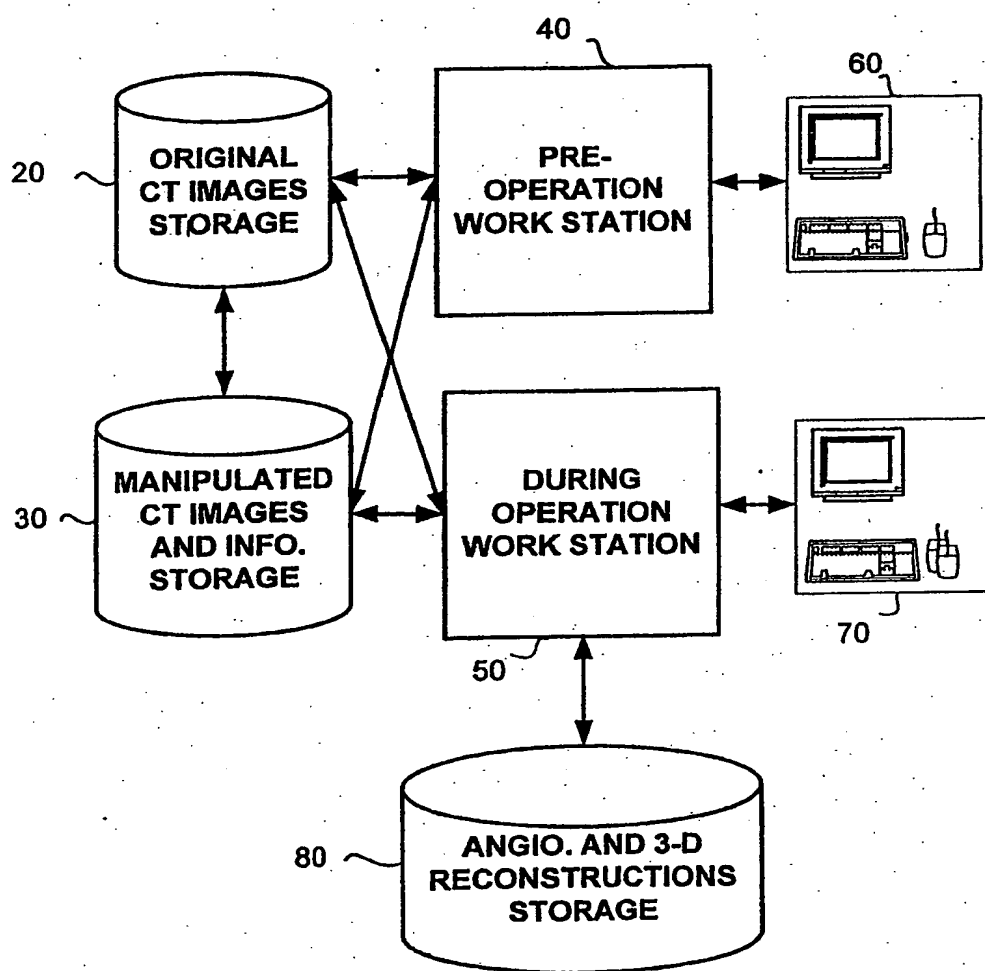 40
60
20
ORIGINAL
CT IMAGES
STORAGE
PRE-
OPERATION
WORK STATION
30
MANIPULATED
CT IMAGES
AND INFO.
STORAGE
DURING
OPERATION
WORK STATION
50
70
80
ANGIO. AND 3-D
RECONSTRUCTIONS
STORAGE